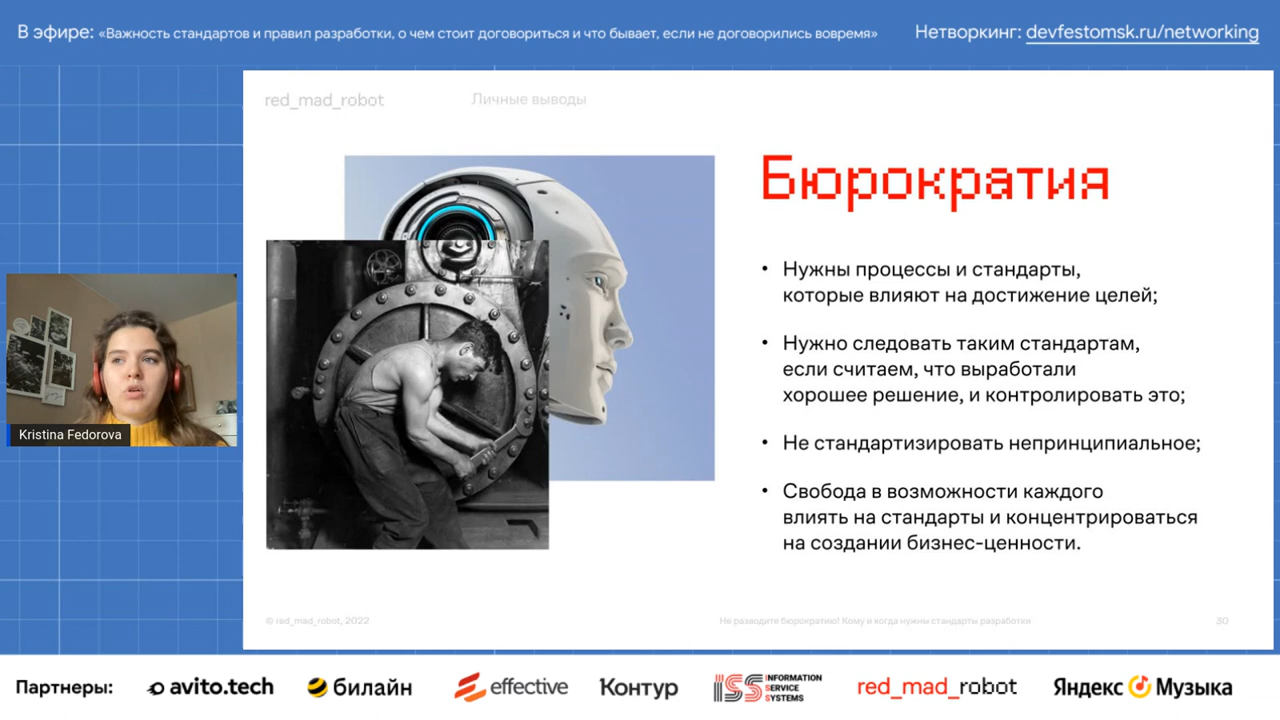 В эфире: «Важность стандартов и правил разработки, о чем стоит договориться и что бывает, если не договорились вовремя»
Нетворкинг: devfestomsk.ru/networking
red_mad_robot
Личные выводы
Бюрократия
• Нужны процессы и стандарты,
которые влияют на достижение целей;
• Нужно следовать таким стандартам,
если считаем, что выработали
хорошее решение, и контролировать это;
• Не стандартизировать непринципиальное;
• Свобода в возможности каждого
влиять на стандарты и концентрироваться
на создании бизнес-ценности.
Kristina Fedorova
© red_mad_robot, 2022
Не разводите бюрократию! Кому и когда нужны стандарты разработки
30
Партнеры:
avito.tech
билайн
effective
Контур
ISS INFORMATION
SERVICE
SYSTEMS
red_mad_robot
Яндекс Музыка